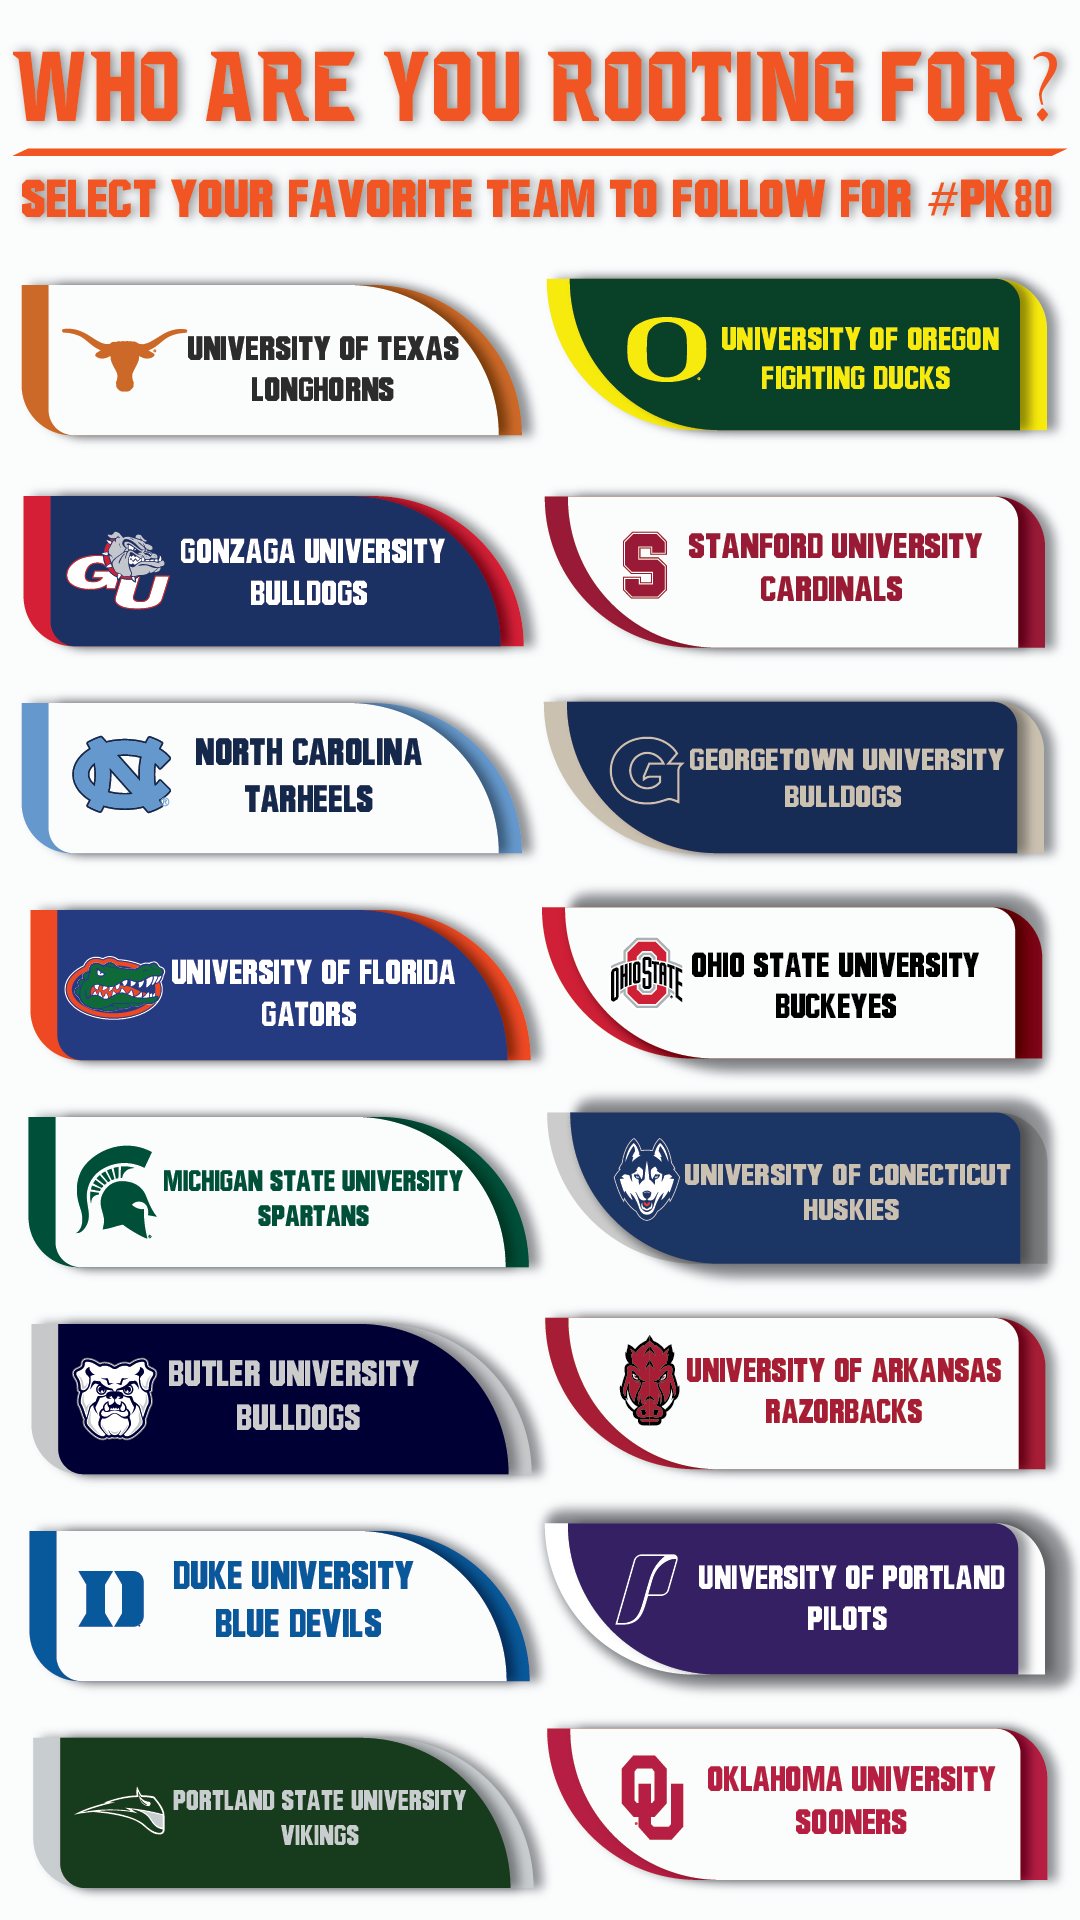 WHO ARE YOU ROOTING FOR?
SELECT YOUR FAVORITE TEAM TO FOLLOW FOR #PK80
UNIVERSITY OF TEXAS
LONGHORNS
O
UNIVERSITY OF OREGON
FIGHTING DUCKS
GU
GONZAGA UNIVERSITY
BULLDOGS
S
STANFORD UNIVERSITY
CARDINALS
NC
NORTH CAROLINA
TARHEELS
G
GEORGETOWN UNIVERSITY
BULLDOGS
UNIVERSITY OF FLORIDA
GATORS
OHIO STATE
OHIO STATE UNIVERSITY
BUCKEYES
MICHIGAN STATE UNIVERSITY
SPARTANS
UNIVERSITY OF CONECTICUT
HUSKIES
BUTLER UNIVERSITY
BULLDOGS
UNIVERSITY OF ARKANSAS
RAZORBACKS
D
DUKE UNIVERSITY
BLUE DEVILS
P
UNIVERSITY OF PORTLAND
PILOTS
PORTLAND STATE UNIVERSITY
VIKINGS
OU
OKLAHOMA UNIVERSITY
SOONERS